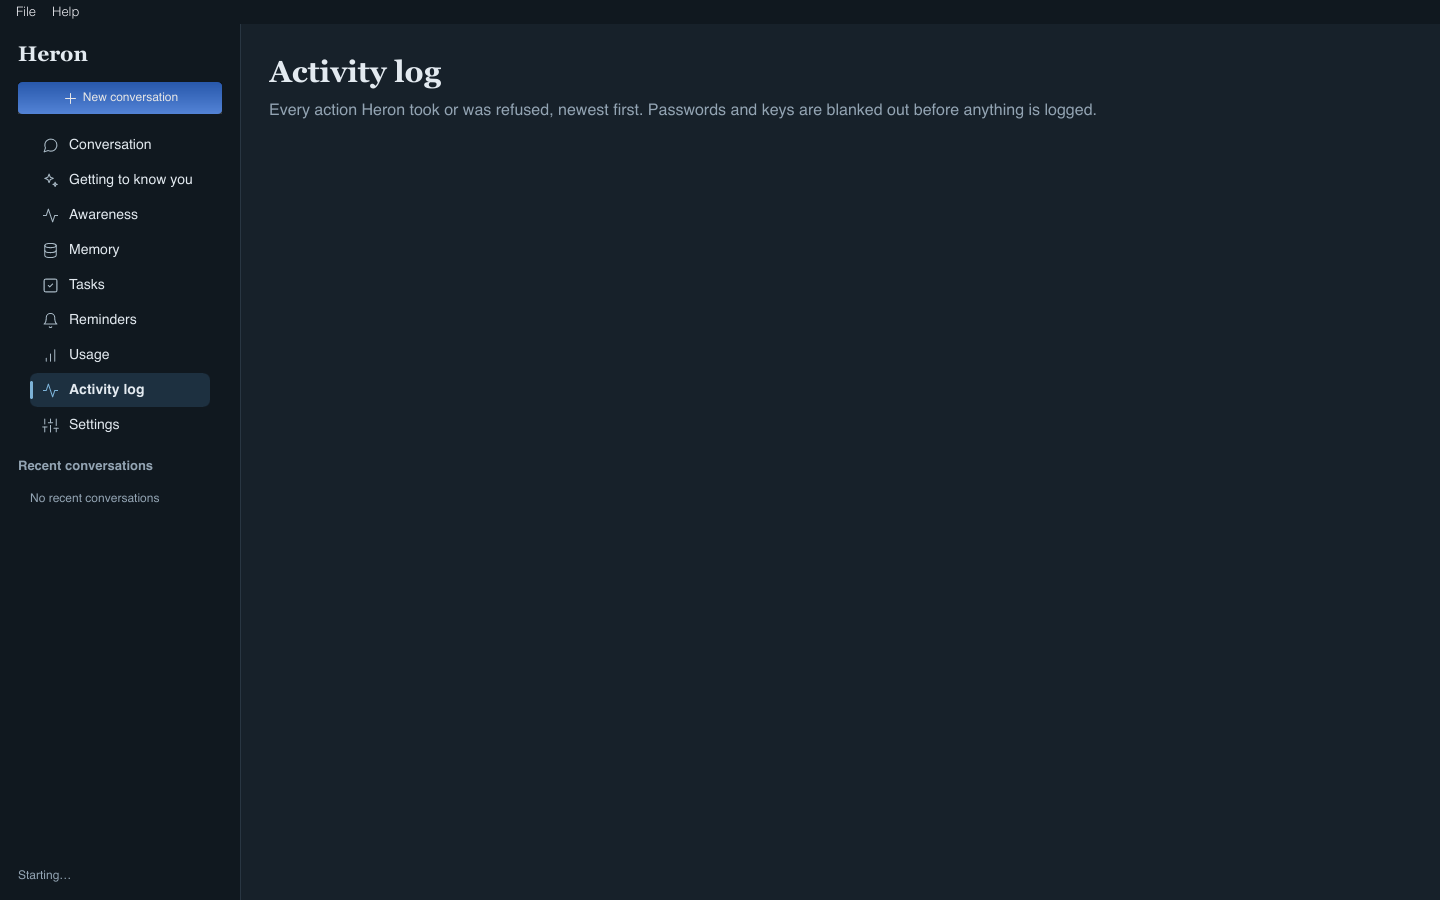 File Help
Heron
New conversation
Conversation
Getting to know you
Awareness
Memory
Tasks
Reminders
Usage
Activity log
Settings
Recent conversations
No recent conversations
Starting…
Activity log
Every action Heron took or was refused, newest first. Passwords and keys are blanked out before anything is logged.